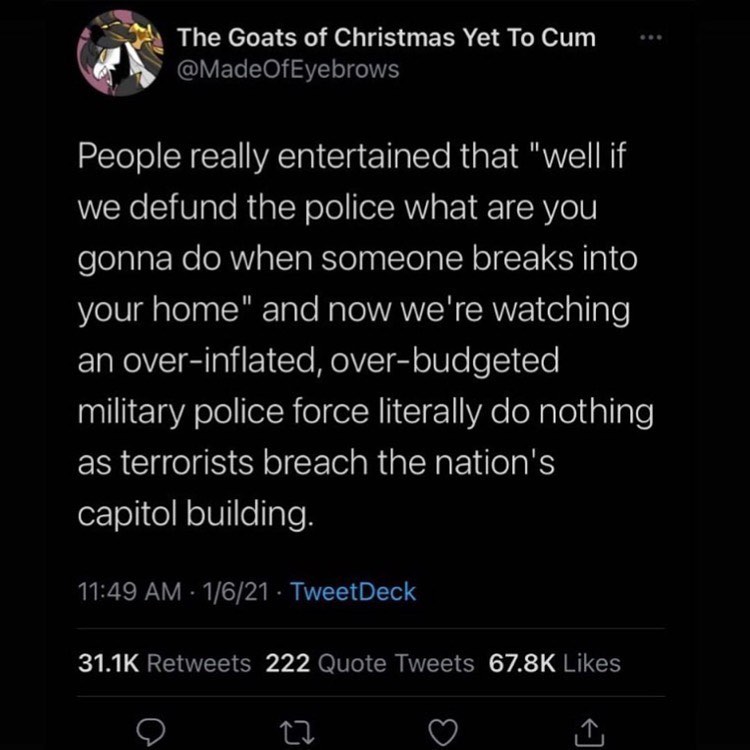 The Goats of Christmas Yet To Cum
@MadeOfEyebrows
People really entertained that "well if
we defund the police what are you
gonna do when someone breaks into
your home" and now we're watching
an over-inflated, over-budgeted
military police force literally do nothing
as terrorists breach the nation's
capitol building.
11:49 AM · 1/6/21 · TweetDeck
31.1K Retweets 222 Quote Tweets 67.8K Likes